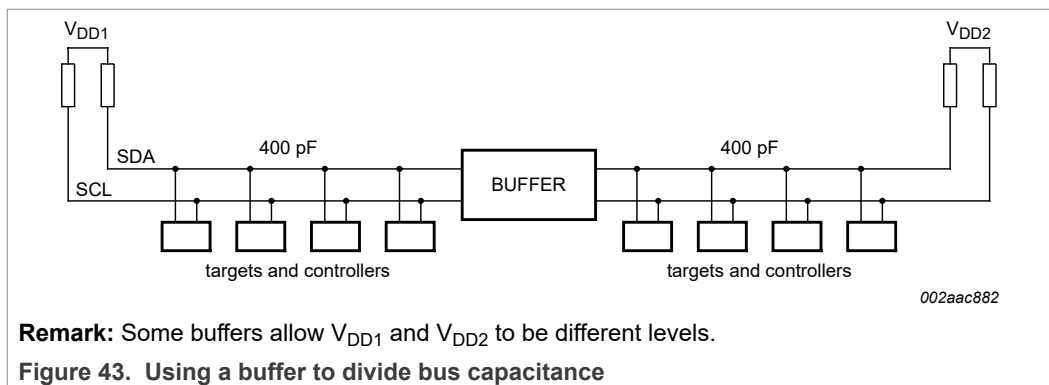 VDD1 VDD2
SDA 400 pF 400 pF
SCL BUFFER
targets and controllers targets and controllers
002aac882
Remark: Some buffers allow VDD1 and VDD2 to be different levels.
Figure 43. Using a buffer to divide bus capacitance